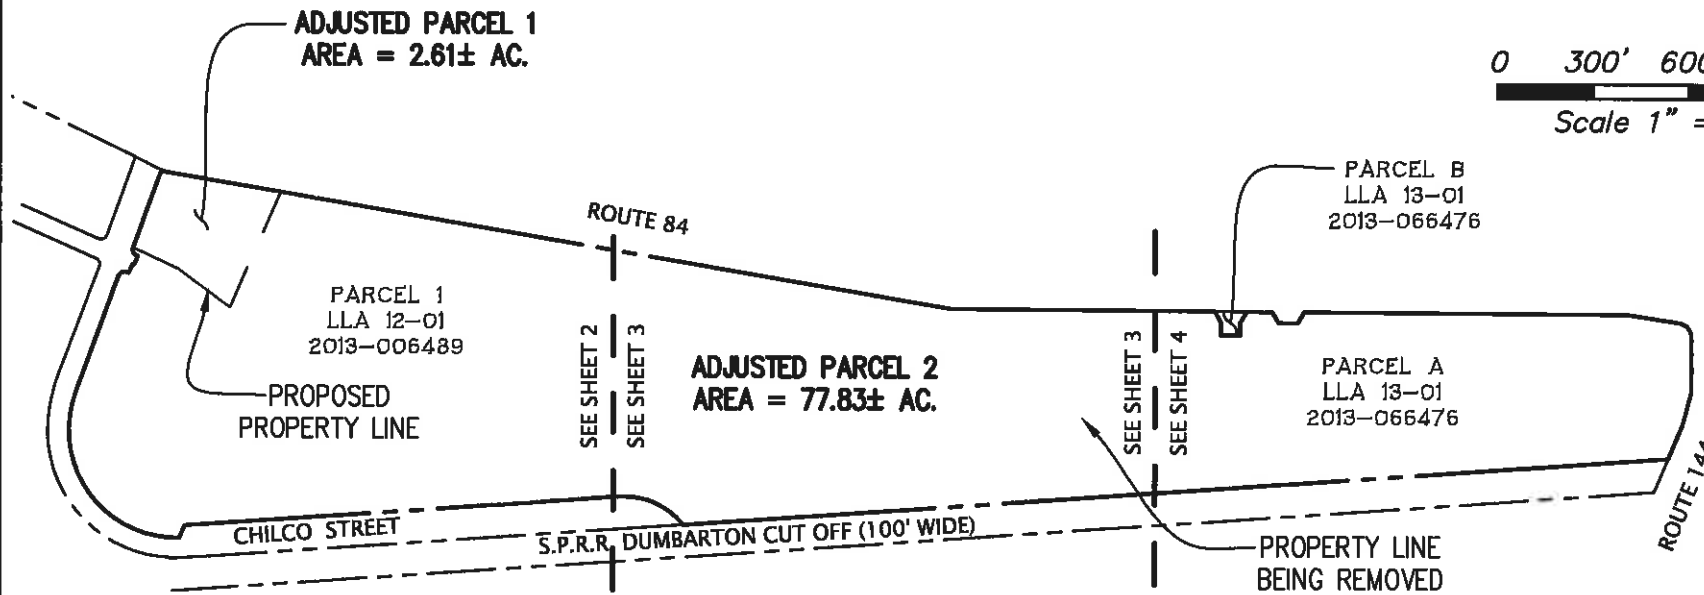 ADJUSTED PARCEL 1
AREA = 2.61± AC.
0 300' 600
Scale 1" =
PARCEL B
LLA 13-01
2013-066476
ROUTE 84
PARCEL 1
LLA 12-01
2013-006489
SEE SHEET 2
SEE SHEET 3
ADJUSTED PARCEL 2
AREA = 77.83± AC.
SEE SHEET 3
SEE SHEET 4
PARCEL A
LLA 13-01
2013-066476
PROPOSED
PROPERTY LINE
ROUTE 144
CHILCO STREET
S.P.R.R. DUMBARTON CUT OFF (100' WIDE)
PROPERTY LINE
BEING REMOVED